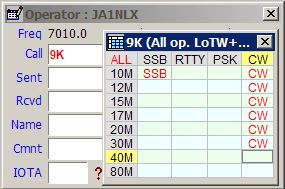 Operator : JA1NLX
Freq 7010.0
Call 9K
Sent
Rcvd
Name
Cmnt
IOTA ?
9K (All op. LoTW+...
ALL SSB RTTY PSK CW
10M SSB CW
12M CW
15M CW
17M CW
20M CW
30M CW
40M
80M